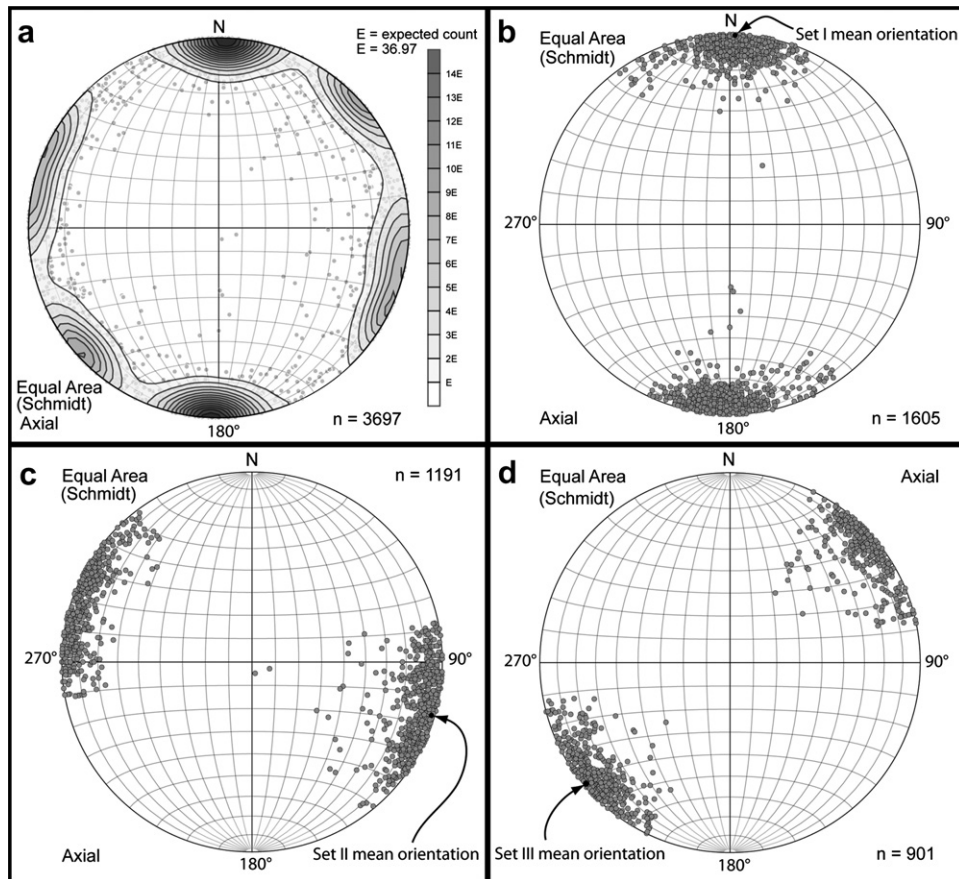 a
N
E = expected count
E = 36.97
14E
13E
12E
11E
10E
9E
8E
7E
6E
5E
4E
3E
2E
E
Equal Area
(Schmidt)
Axial
180°
n = 3697
b
N
Equal Area
(Schmidt)
Set I mean orientation
270°
90°
Axial
180°
n = 1605
c
Equal Area
(Schmidt)
N
n = 1191
270°
90°
Axial
180°
Set II mean orientation
d
Equal Area
(Schmidt)
N
Axial
270°
90°
Set III mean orientation
180°
n = 901